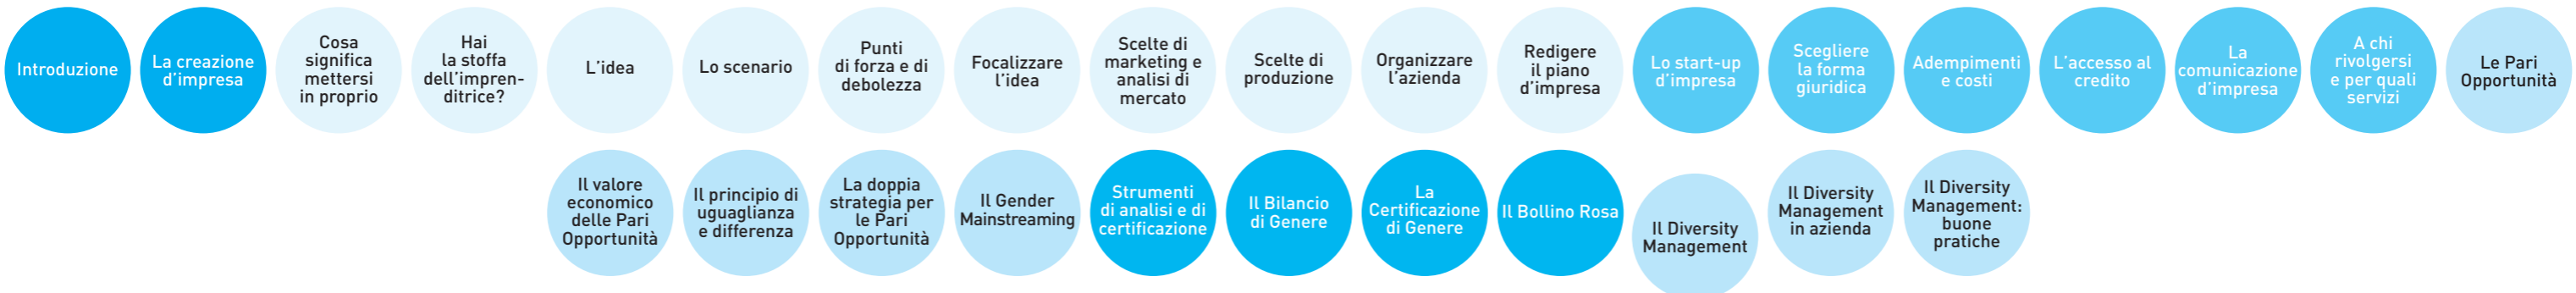 Introduzione
La creazione
d'impresa
Cosa
significa
mettersi
in proprio
Hai
la stoffa
dell'impren-
ditrice?
L'idea
Lo scenario
Punti
di forza e di
debolezza
Focalizzare
l'idea
Scelte di
marketing e
analisi di
mercato
Scelte di
produzione
Organizzare
l'azienda
Redigere
il piano
d'impresa
Lo start-up
d'impresa
Scegliere
la forma
giuridica
Adempimenti
e costi
L'accesso al
credito
La
comunicazione
d'impresa
A chi
rivolgersi
e per quali
servizi
Le Pari
Opportunità
Il valore
economico
delle Pari
Opportunità
Il principio di
uguaglianza
e differenza
La doppia
strategia per
le Pari
Opportunità
Il Gender
Mainstreaming
Strumenti
di analisi e di
certificazione
Il Bilancio
di Genere
La
Certificazione
di Genere
Il Bollino Rosa
Il Diversity
Management
Il Diversity
Management
in azienda
Il Diversity
Management:
buone
pratiche